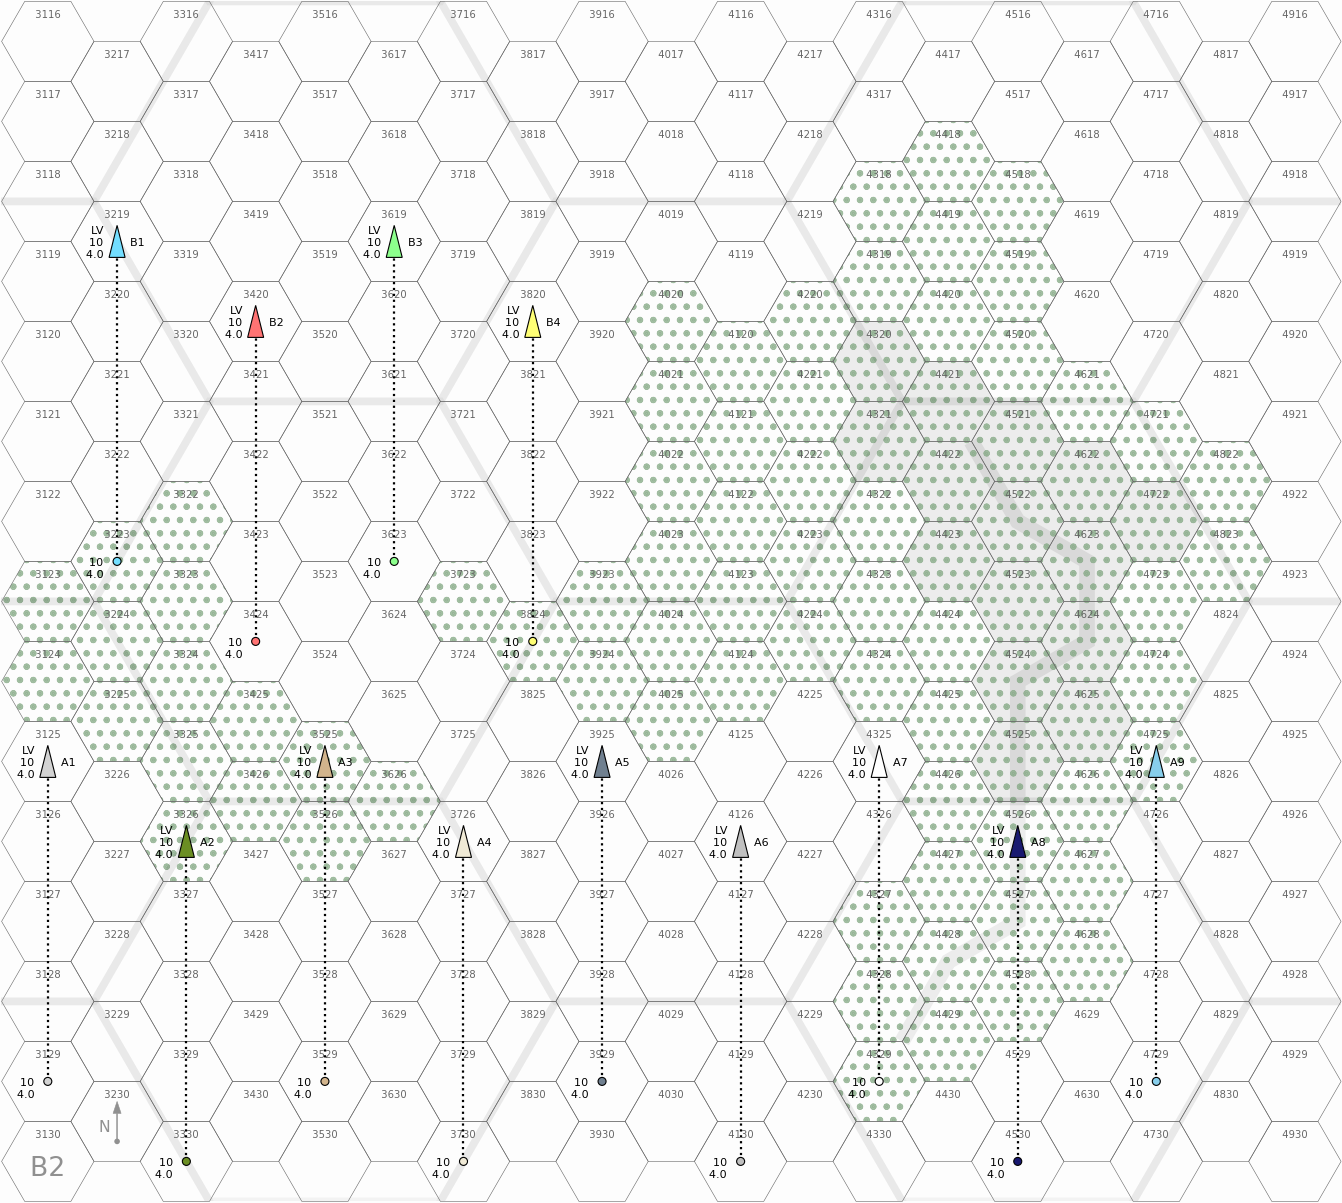 3116 3316 3516 3716 3916 4116 4316 4516 4716 4916
3217 3417 3617 3817 4017 4217 4417 4617 4817
3117 3317 3517 3717 3917 4117 4317 4517 4717 4917
3218 3418 3618 3818 4018 4218 4418 4618 4818
3118 3318 3518 3718 3918 4118 4318 4518 4718 4918
3219 3419 3619 3819 4019 4219 4419 4619 4819
LV LV
10 B1 10 B3
3119 4.0 3319 3519 4.0 3719 3919 4119 4319 4519 4719 4919
3220 3420 3620 3820 4020 4220 4420 4620 4820
LV LV
10 B2 10 B4
3120 3320 4.0 3520 3720 4.0 3920 4120 4320 4520 4720 4920
3221 3421 3621 3821 4021 4221 4421 4621 4821
3121 3321 3521 3721 3921 4121 4321 4521 4721 4921
3222 3422 3622 3822 4022 4222 4422 4622 4822
3122 3322 3522 3722 3922 4122 4322 4522 4722 4922
3223 3423 3623 3823 4023 4223 4423 4623 4823
10 10
3123 4.0 3323 3523 4.0 3723 3923 4123 4323 4523 4723 4923
3224 3424 3624 3824 4024 4224 4424 4624 4824
10 10
3124 3324 4.0 3524 3724 4.0 3924 4124 4324 4524 4724 4924
3225 3425 3625 3825 4025 4225 4425 4625 4825
3125 3325 3525 3725 3925 4125 4325 4525 4725 4925
LV LV LV LV LV
10 A1 10 A3 10 A5 10 A7 10 A9
4.0 3226 3426 4.0 3626 3826 4.0 4026 4226 4.0 4426 4626 4.0 4826
3126 3326 3526 3726 3926 4126 4326 4526 4726 4926
LV LV LV LV
10 A2 10 A4 10 A6 10 A8
3227 4.0 3427 3627 4.0 3827 4027 4.0 4227 4427 4.0 4627 4827
3127 3327 3527 3727 3927 4127 4327 4527 4727 4927
3228 3428 3628 3828 4028 4228 4428 4628 4828
3128 3328 3528 3728 3928 4128 4328 4528 4728 4928
3229 3429 3629 3829 4029 4229 4429 4629 4829
3129 3329 3529 3729 3929 4129 4329 4529 4729 4929
10 10 10 10 10
4.0 3230 3430 4.0 3630 3830 4.0 4030 4230 4.0 4430 4630 4.0 4830
N
3130 3330 3530 3730 3930 4130 4330 4530 4730 4930
10 10 10 10
B2 4.0 4.0 4.0 4.0